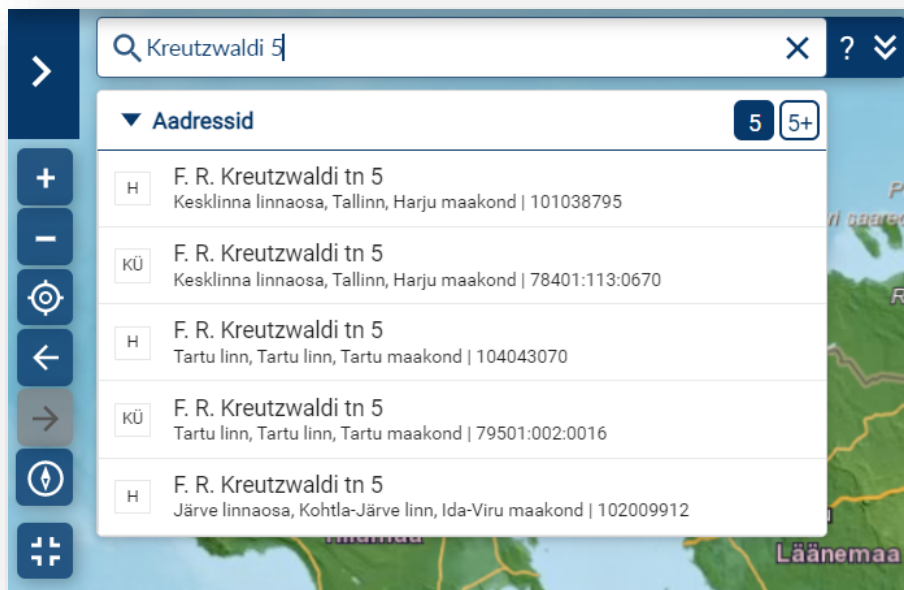 Kreutzwaldi 5
?
Aadressid
5 5+
H
F. R. Kreutzwaldi tn 5
Kesklinna linnaosa, Tallinn, Harju maakond | 101038795
KÜ
F. R. Kreutzwaldi tn 5
Kesklinna linnaosa, Tallinn, Harju maakond | 78401:113:0670
H
F. R. Kreutzwaldi tn 5
Tartu linn, Tartu linn, Tartu maakond | 104043070
KÜ
F. R. Kreutzwaldi tn 5
Tartu linn, Tartu linn, Tartu maakond | 79501:002:0016
H
F. R. Kreutzwaldi tn 5
Järve linnaosa, Kohtla-Järve linn, Ida-Viru maakond | 102009912
Läänemaa